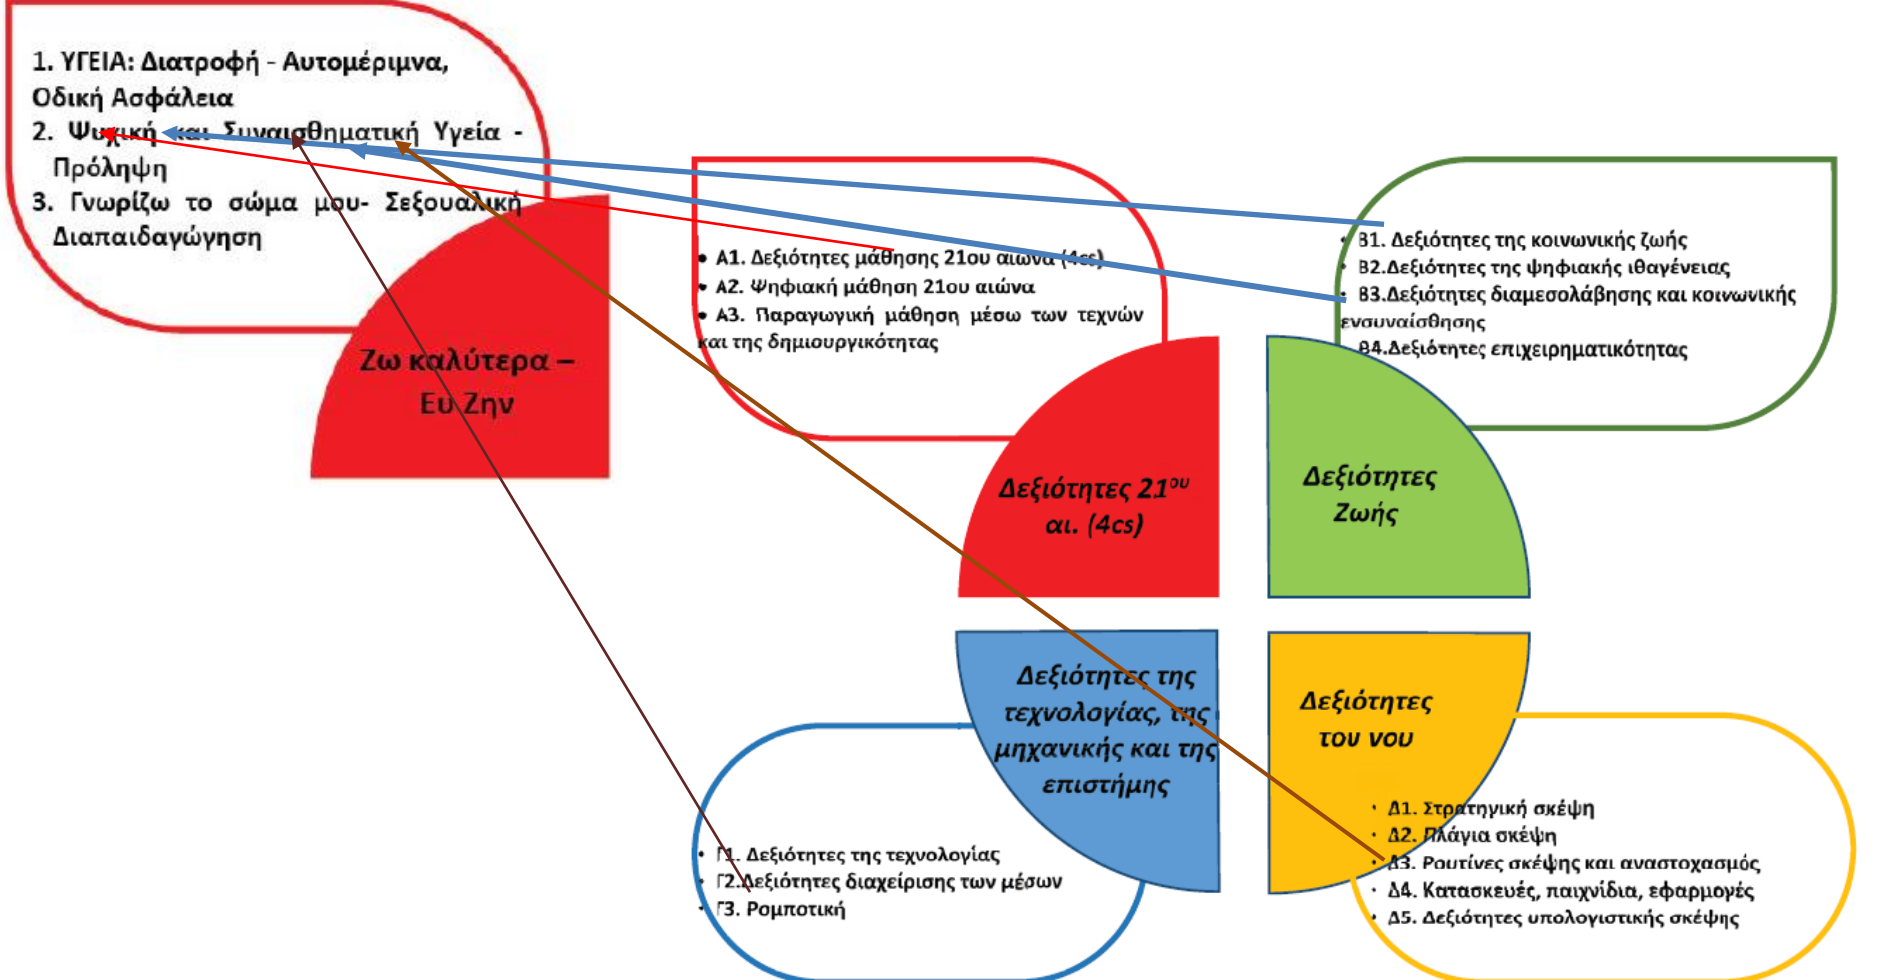 1. ΥΓΕΙΑ: Διατροφή - Αυτομέριμνα,
Οδική Ασφάλεια
2. Ψυχική και Συναισθηματική Υγεία -
Πρόληψη
3. Γνωρίζω το σώμα μου- Σεξουαλική
Διαπαιδαγώγηση
Ζω καλύτερα –
Ευ Ζην
• Α1. Δεξιότητες μάθησης 21ου αιώνα (4cs)
• Α2. Ψηφιακή μάθηση 21ου αιώνα
• Α3. Παραγωγική μάθηση μέσω των τεχνών
και της δημιουργικότητας
Δεξιότητες 21ου
αι. (4cs)
• Β1. Δεξιότητες της κοινωνικής ζωής
• Β2.Δεξιότητες της ψηφιακής ιθαγένειας
• Β3.Δεξιότητες διαμεσολάβησης και κοινωνικής
ενσυναίσθησης
Β4.Δεξιότητες επιχειρηματικότητας
Δεξιότητες
Ζωής
Δεξιότητες της
τεχνολογίας, της
μηχανικής και της
επιστήμης
• Γ1. Δεξιότητες της τεχνολογίας
• Γ2.Δεξιότητες διαχείρισης των μέσων
• Γ3. Ρομποτική
Δεξιότητες
του νου
• Δ1. Στρατηγική σκέψη
• Δ2. Πλάγια σκέψη
• Δ3. Ρουτίνες σκέψης και αναστοχασμός
• Δ4. Κατασκευές, παιχνίδια, εφαρμογές
• Δ5. Δεξιότητες υπολογιστικής σκέψης